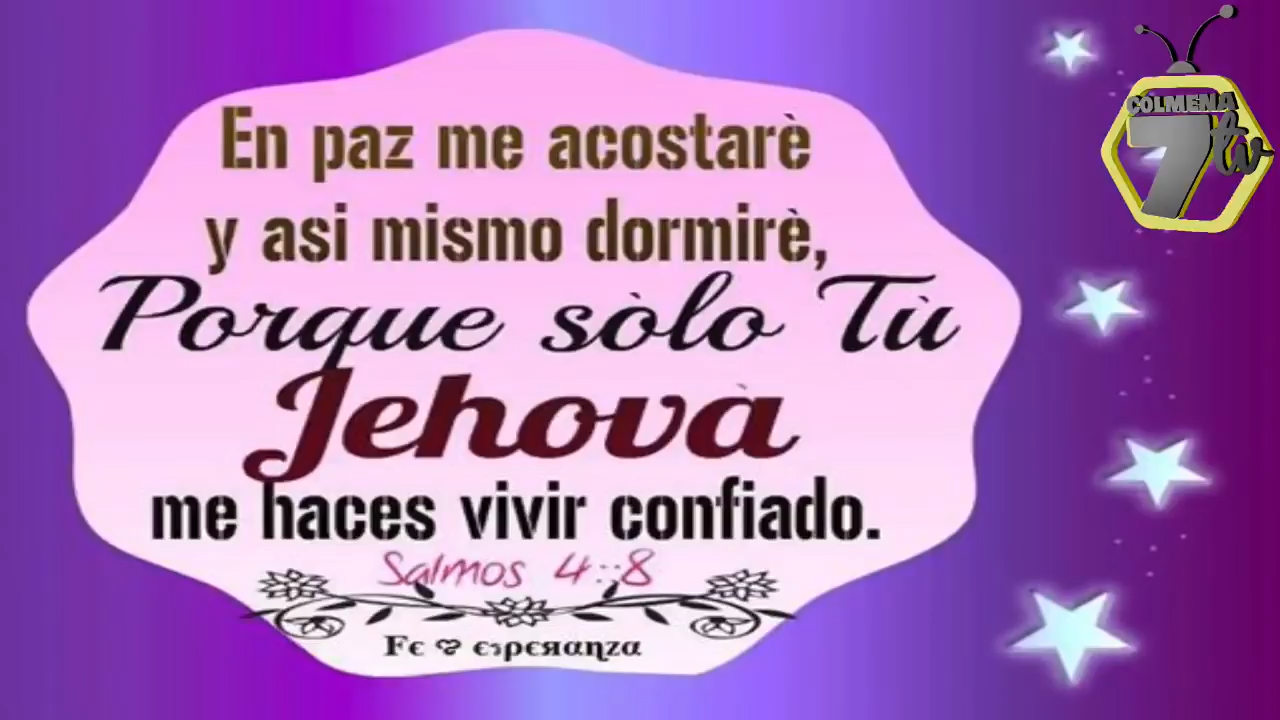 En paz me acostarè
y asi mismo dormirè,
Porque sòlo Tù
Jehovà
me haces vivir confiado.
Salmos 4::8
Fe esperanza
COLMENA
7
tv